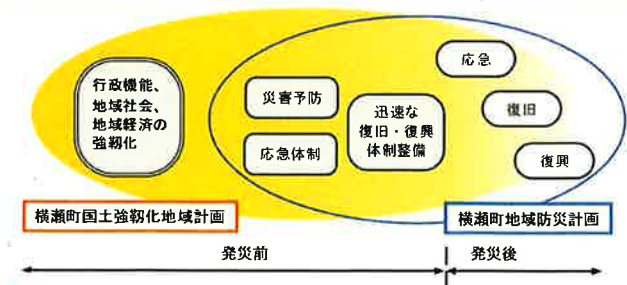 行政機能、
地域社会、
地域経済の
強靭化
災害予防
応急体制
迅速な
復旧・復興
体制整備
応急
復旧
復興
横瀬町国土強靱化地域計画
横瀬町地域防災計画
発災前
発災後